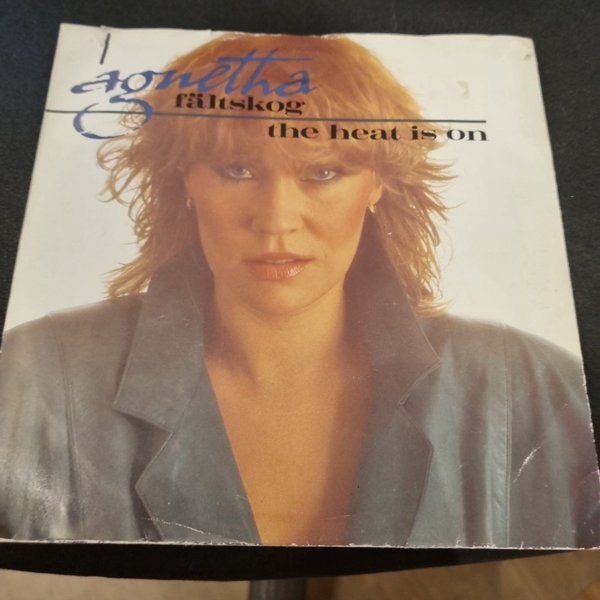 agnetha
fältskog
the heat is on